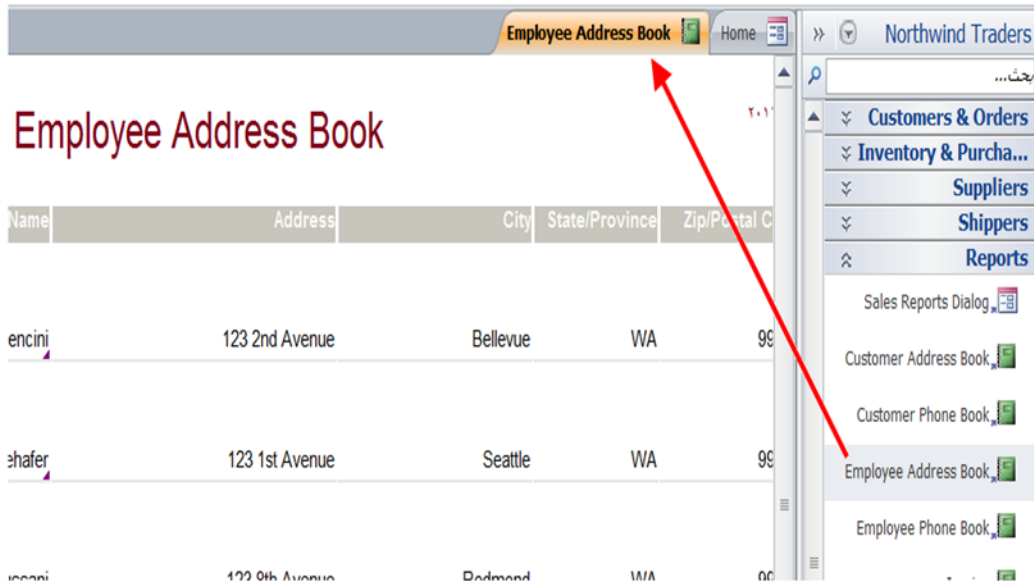 Employee Address Book
Home
Northwind Traders
بحث...
Employee Address Book
Name Address City State/Province
123 2nd Avenue Bellevue WA
123 1st Avenue Seattle WA
Customers & Orders
Inventory & Purcha...
Suppliers
Shippers
Reports
Sales Reports Dialog
Customer Address Book
Customer Phone Book
Employee Address Book
Employee Phone Book